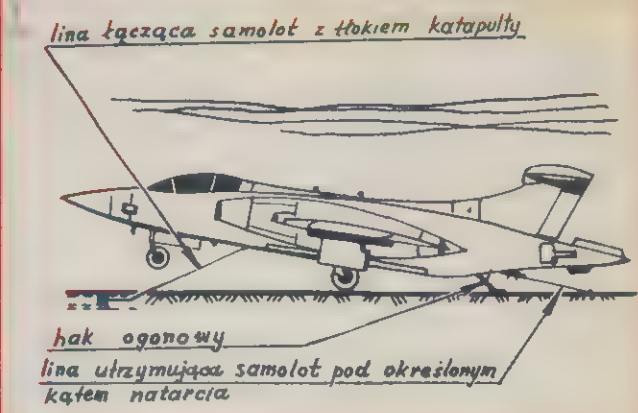 lina łącząca samolot z tłokiem katapulty
hak ogonowy
lina utrzymująca samolot pod określonym
kątem natarcia